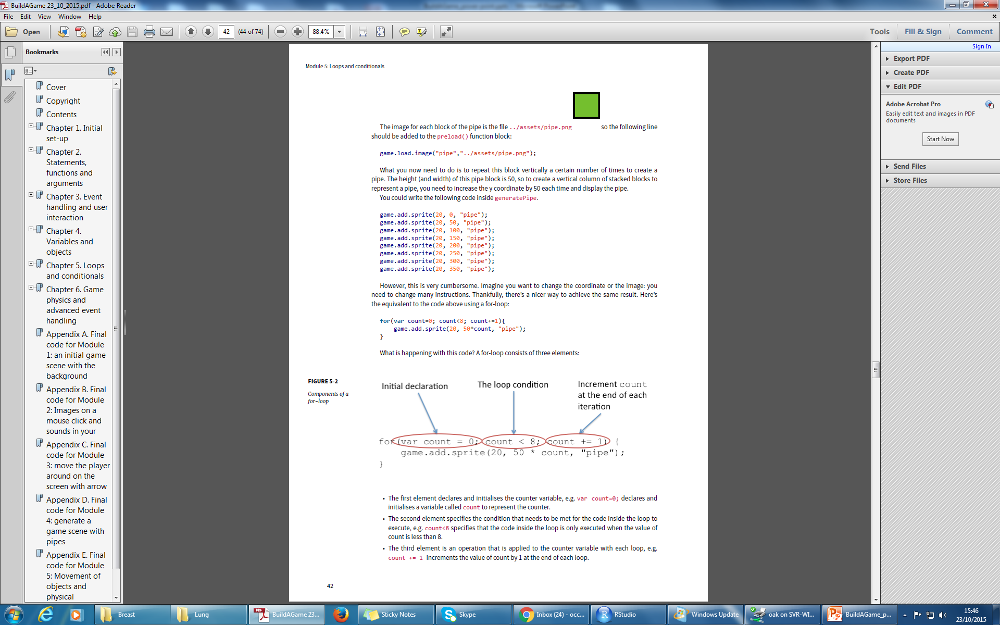 BuildAGame 23_10_2015.pdf - Adobe Reader
File Edit View Window Help
Open 42 (44 of 74) 88.4% Tools Fill & Sign Comment
Bookmarks
Cover
Copyright
Contents
Chapter 1. Initial
set-up
Chapter 2.
Statements,
functions and
arguments
Chapter 3. Event
handling and user
interaction
Chapter 4.
Variables and
objects
Chapter 5. Loops
and conditionals
Chapter 6. Game
physics and
advanced event
handling
Appendix A. Final
code for Module
1: an initial game
scene with the
background
Appendix B. Final
code for Module
2: Images on a
mouse click and
sounds in your
Appendix C. Final
code for Module
3: move the player
around on the
screen with arrow
Appendix D. Final
code for Module
4: generate a
game scene with
pipes
Appendix E. Final
code for Module
5: Movement of
objects and
physical
Module 5: Loops and conditionals
The image for each block of the pipe is the file ../assets/pipe.png so the following line
should be added to the preload() function block:
game.load.image("pipe","../assets/pipe.png");
What you now need to do is to repeat this block vertically a certain number of times to create a
pipe. The height (and width) of this pipe block is 50, so to create a vertical column of stacked blocks to
represent a pipe, you need to increase the y coordinate by 50 each time and display the pipe.
You could write the following code inside generatePipe.
game.add.sprite(20, 0, "pipe");
game.add.sprite(20, 50, "pipe");
game.add.sprite(20, 100, "pipe");
game.add.sprite(20, 150, "pipe");
game.add.sprite(20, 200, "pipe");
game.add.sprite(20, 250, "pipe");
game.add.sprite(20, 300, "pipe");
game.add.sprite(20, 350, "pipe");
However, this is very cumbersome. Imagine you want to change the coordinate or the image: you
need to change many instructions. Thankfully, there's a nicer way to achieve the same result. Here's
the equivalent to the code above using a for-loop:
for(var count=0; count<8; count+=1){
game.add.sprite(20, 50*count, "pipe");
}
What is happening with this code? A for-loop consists of three elements:
FIGURE 5-2
Components of a
for-loop
Initial declaration
The loop condition
Increment count
at the end of each
iteration
for(var count = 0; count < 8; count += 1) {
game.add.sprite(20, 50 * count, "pipe");
}
• The first element declares and initialises the counter variable, e.g. var count=0; declares and
initialises a variable called count to represent the counter.
• The second element specifies the condition that needs to be met for the code inside the loop to
execute, e.g. count<8 specifies that the code inside the loop is only executed when the value of
count is less than 8.
• The third element is an operation that is applied to the counter variable with each loop, e.g.
count += 1 increments the value of count by 1 at the end of each loop.
42
Sign In
Export PDF
Create PDF
Edit PDF
Adobe Acrobat Pro
Easily edit text and images in PDF
documents
Start Now
Send Files
Store Files
Breast
Lung
PDF
BuildAGame 23...
Sticky Notes
Skype
Inbox (24) - occ...
RStudio
Windows Update
oak on SVR-WI...
BuildAGame_p...
15:46
23/10/2015